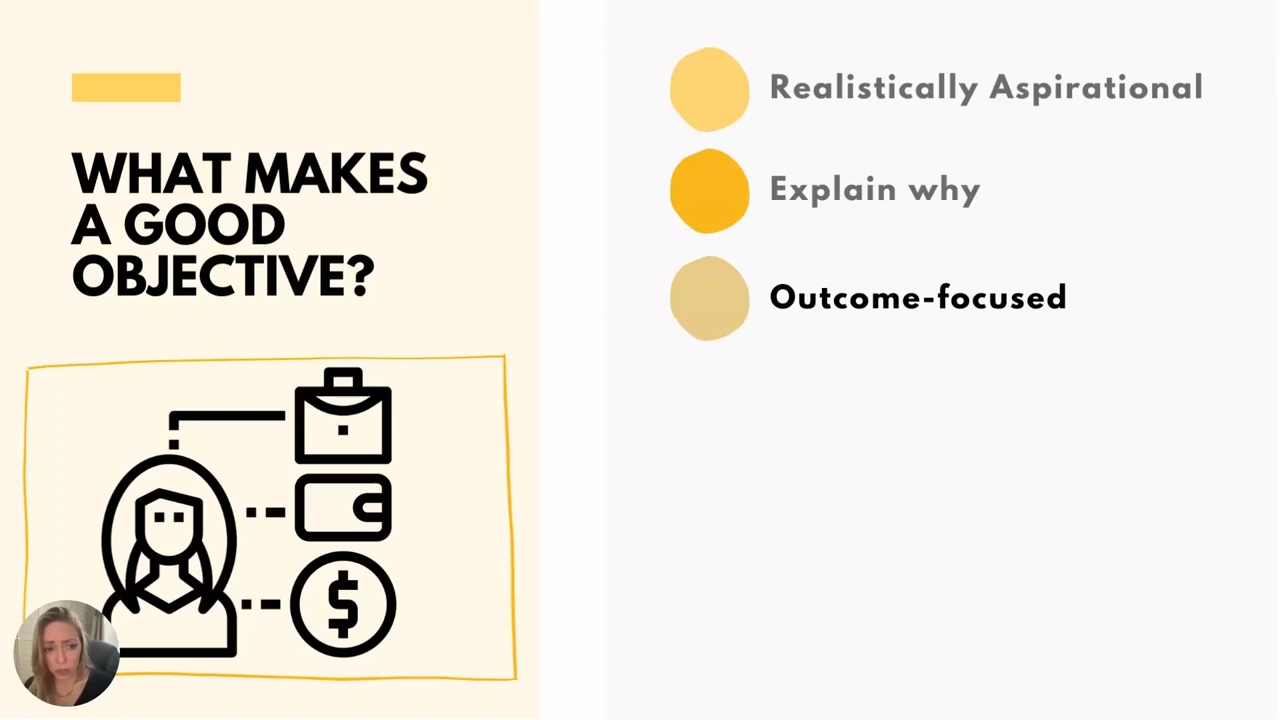 WHAT MAKES
A GOOD
OBJECTIVE?
$
Realistically Aspirational
Explain why
Outcome-focused